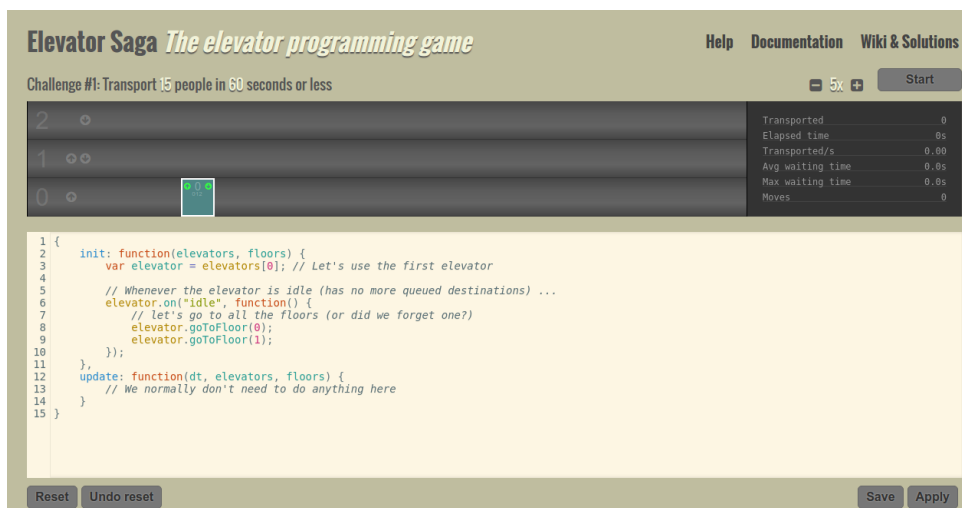 Elevator Saga The elevator programming game
Help Documentation Wiki & Solutions
Challenge #1: Transport 15 people in 60 seconds or less
5x
Start
2
1
0
0
Transported 0
Elapsed time 0s
Transported/s 0.00
Avg waiting time 0.0s
Max waiting time 0.0s
Moves 0
1 {
2 init: function(elevators, floors) {
3 var elevator = elevators[0]; // Let's use the first elevator
4
5 // Whenever the elevator is idle (has no more queued destinations) ...
6 elevator.on("idle", function() {
7 // let's go to all the floors (or did we forget one?)
8 elevator.goToFloor(0);
9 elevator.goToFloor(1);
10 });
11 },
12 update: function(dt, elevators, floors) {
13 // We normally don't need to do anything here
14 }
15 }
Reset Undo reset Save Apply